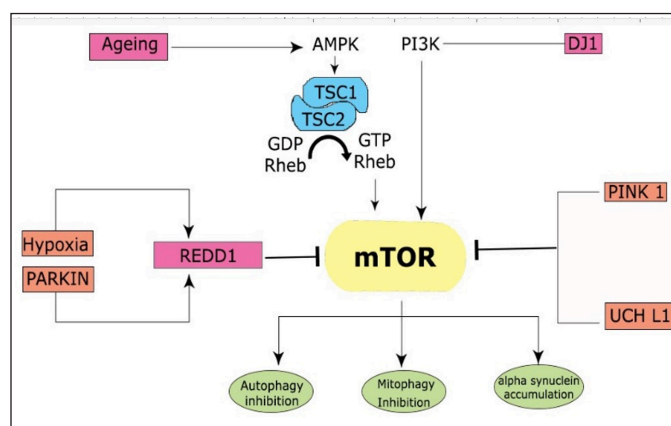 Ageing
AMPK
PI3K
DJ1
TSC1
TSC2
GDP
Rheb
GTP
Rheb
PINK 1
Hypoxia
PARKIN
REDD1
mTOR
UCH L1
Autophagy
inhibition
Mitophagy
Inhibition
alpha synuclein
accumulation